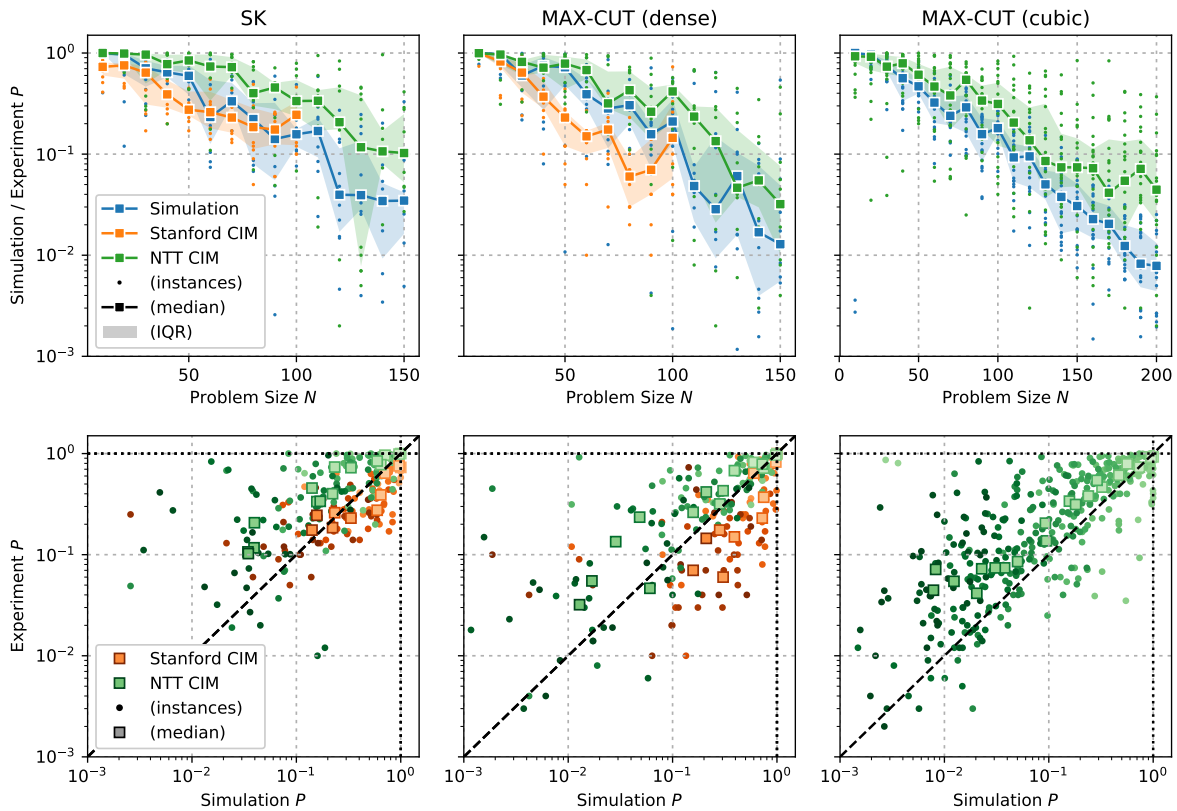 SK
MAX-CUT (dense)
MAX-CUT (cubic)
Simulation / Experiment P
10⁰
10⁻¹
10⁻²
10⁻³
Simulation
Stanford CIM
NTT CIM
(instances)
(median)
(IQR)
50 100 150
50 100 150
0 50 100 150 200
Problem Size N
Problem Size N
Problem Size N
Experiment P
10⁰
10⁻¹
10⁻²
10⁻³
Stanford CIM
NTT CIM
(instances)
(median)
10⁻³ 10⁻² 10⁻¹ 10⁰
10⁻³ 10⁻² 10⁻¹ 10⁰
10⁻³ 10⁻² 10⁻¹ 10⁰
Simulation P
Simulation P
Simulation P